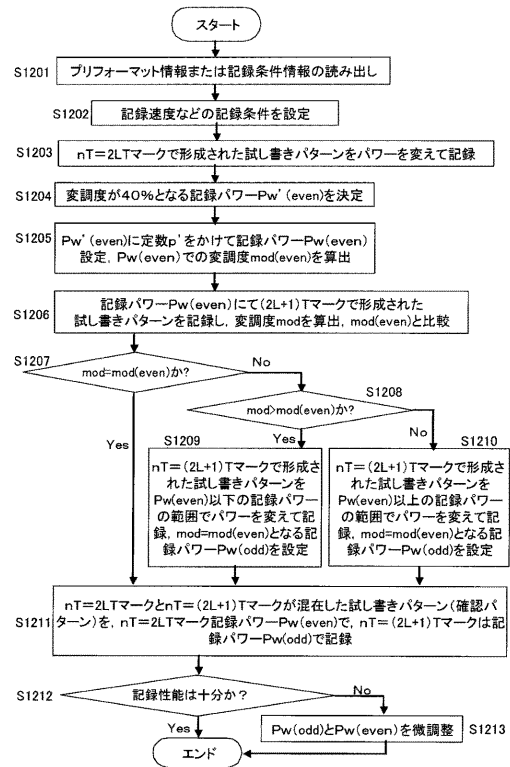 スタート
S1201
プリフォーマット情報または記録条件情報の読み出し
S1202
記録速度などの記録条件を設定
S1203
nT=2LTマークで形成された試し書きパターンをパワーを変えて記録
S1204
変調度が40%となる記録パワーPw'(even)を決定
S1205
Pw'(even)に定数p'をかけて記録パワーPw(even)
設定, Pw(even)での変調度mod(even)を算出
S1206
記録パワーPw(even)にて(2L+1)Tマークで形成された
試し書きパターンを記録し, 変調度modを算出, mod(even)と比較
S1207
mod=mod(even)か?
No
S1208
mod>mod(even)か?
Yes
Yes
No
S1209
nT=(2L+1)Tマークで形成され
た試し書きパターンを
Pw(even)以下の記録パワー
の範囲でパワーを変えて記
録, mod=mod(even)となる記
録パワーPw(odd)を設定
S1210
nT=(2L+1)Tマークで形成され
た試し書きパターンを
Pw(even)以上の記録パワー
の範囲でパワーを変えて記
録, mod=mod(even)となる記
録パワーPw(odd)を設定
S1211
nT=2LTマークとnT=(2L+1)Tマークが混在した試し書きパターン(確認パ
ターン)を, nT=2LTマーク記録パワーPw(even)で, nT=(2L+1)Tマークは記
録パワーPw(odd)で記録
S1212
記録性能は十分か?
No
Yes
Pw(odd)とPw(even)を微調整
S1213
エンド